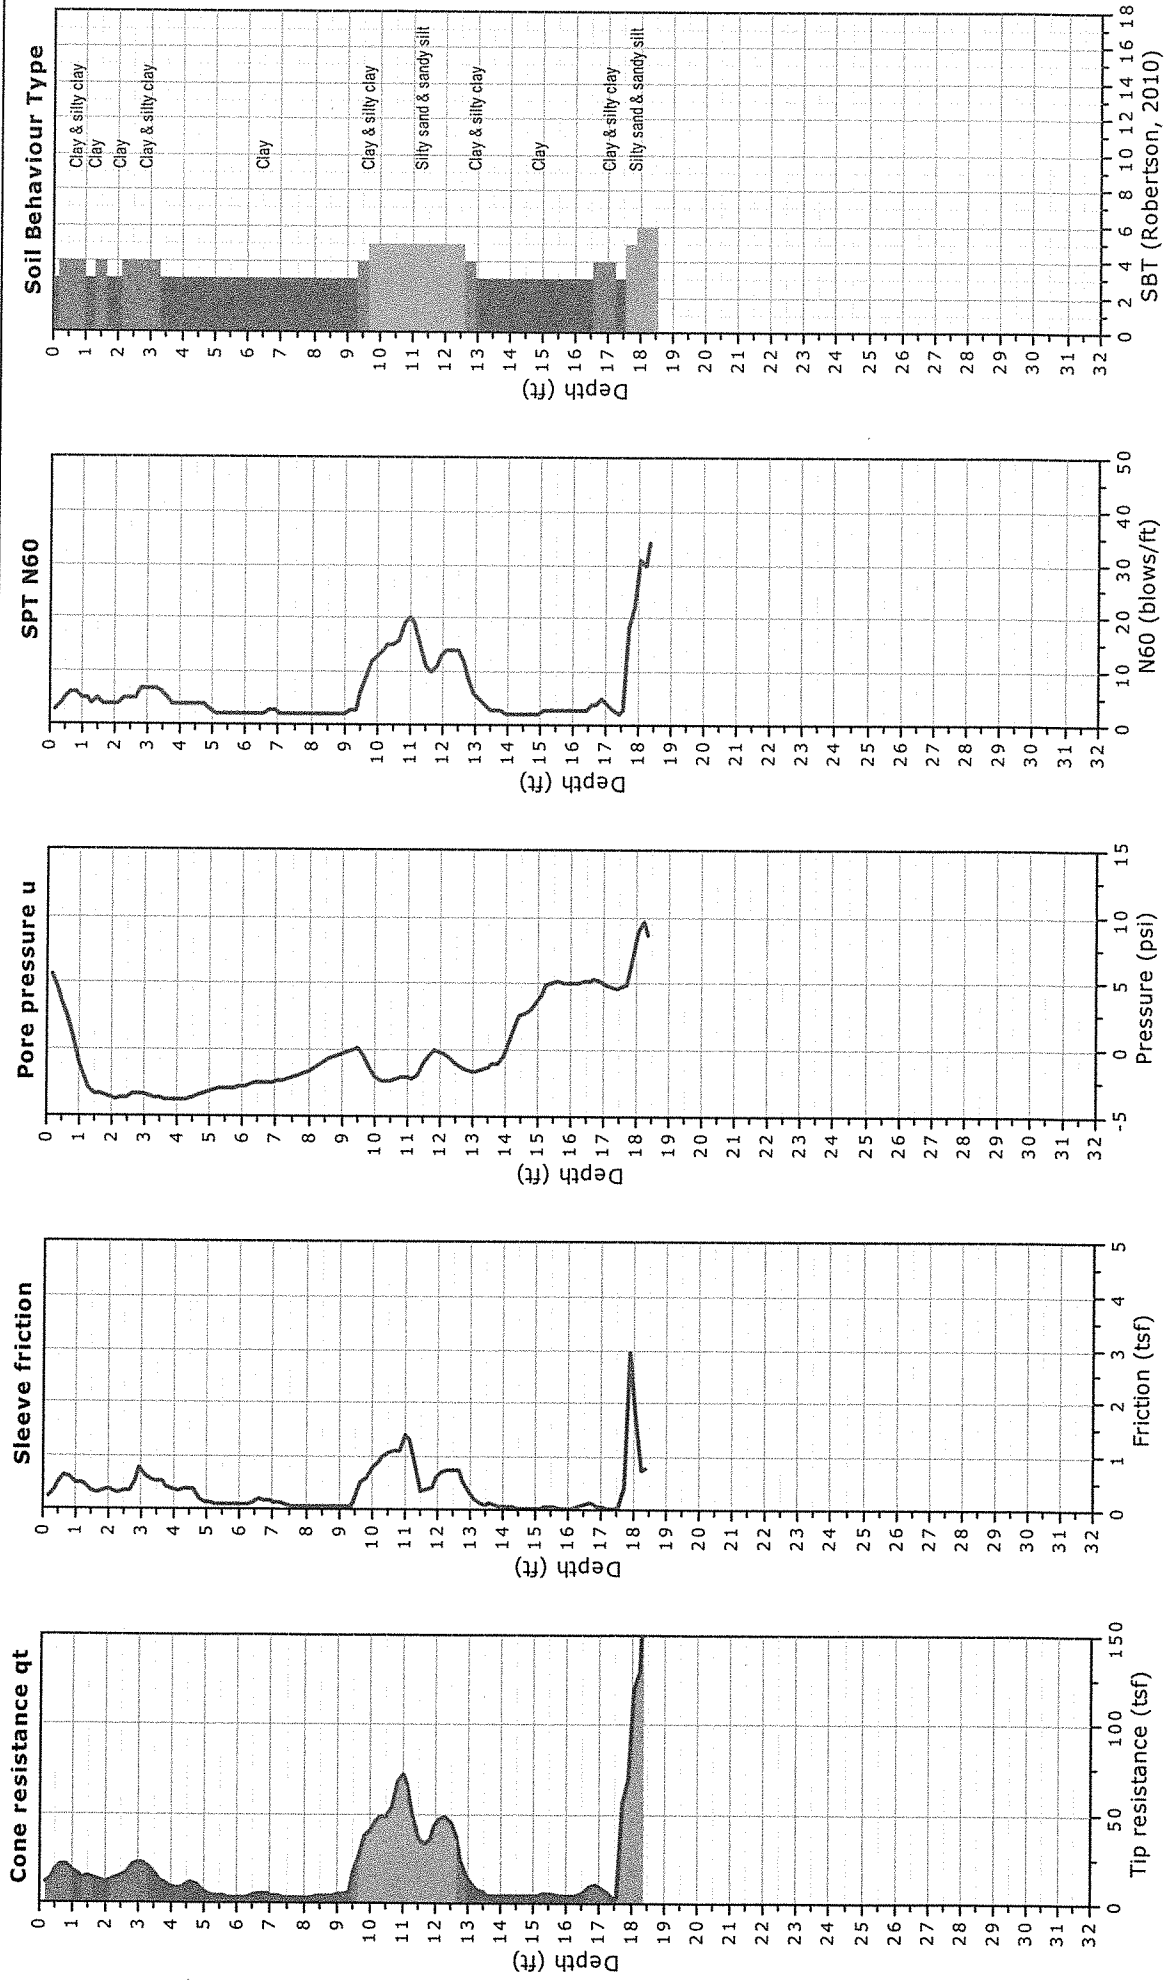 Cone resistance qt
Depth (ft)
0 1 2 3 4 5 6 7 8 9 10 11 12 13 14 15 16 17 18 19 20 21 22 23 24 25 26 27 28 29 30 31 32
0 50 100 150
Tip resistance (tsf)
Sleeve friction
Depth (ft)
0 1 2 3 4 5 6 7 8 9 10 11 12 13 14 15 16 17 18 19 20 21 22 23 24 25 26 27 28 29 30 31 32
0 1 2 3 4 5
Friction (tsf)
Pore pressure u
Depth (ft)
0 1 2 3 4 5 6 7 8 9 10 11 12 13 14 15 16 17 18 19 20 21 22 23 24 25 26 27 28 29 30 31 32
-5 0 5 10 15
Pressure (psi)
SPT N60
Depth (ft)
0 1 2 3 4 5 6 7 8 9 10 11 12 13 14 15 16 17 18 19 20 21 22 23 24 25 26 27 28 29 30 31 32
0 10 20 30 40 50
N60 (blows/ft)
Soil Behaviour Type
Depth (ft)
0 1 2 3 4 5 6 7 8 9 10 11 12 13 14 15 16 17 18 19 20 21 22 23 24 25 26 27 28 29 30 31 32
Clay & silty clay
Clay
Clay
Clay & silty clay
Clay
Clay & silty clay
Silty sand & sandy silt
Clay & silty clay
Clay
Clay & silty clay
Silty sand & sandy silt
0 2 4 6 8 10 12 14 16 18
SBT (Robertson, 2010)